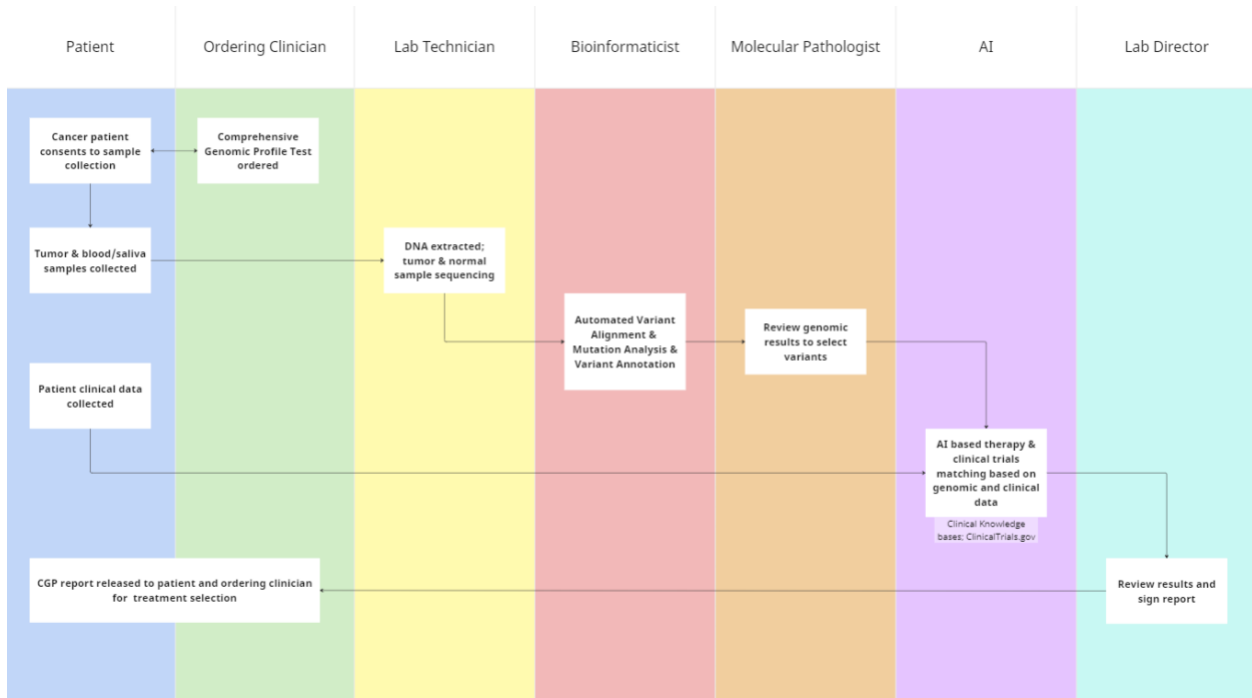 Patient
Ordering Clinician
Lab Technician
Bioinformaticist
Molecular Pathologist
AI
Lab Director
Cancer patient
consents to sample
collection
Comprehensive
Genomic Profile Test
ordered
Tumor & blood/saliva
samples collected
DNA extracted;
tumor & normal
sample sequencing
Automated Variant
Alignment &
Mutation Analysis &
Variant Annotation
Review genomic
results to select
variants
Patient clinical data
collected
AI based therapy &
clinical trials
matching based on
genomic and clinical
data
Clinical Knowledge
bases; ClinicalTrials.gov
CGP report released to patient and ordering clinician
for treatment selection
Review results and
sign report